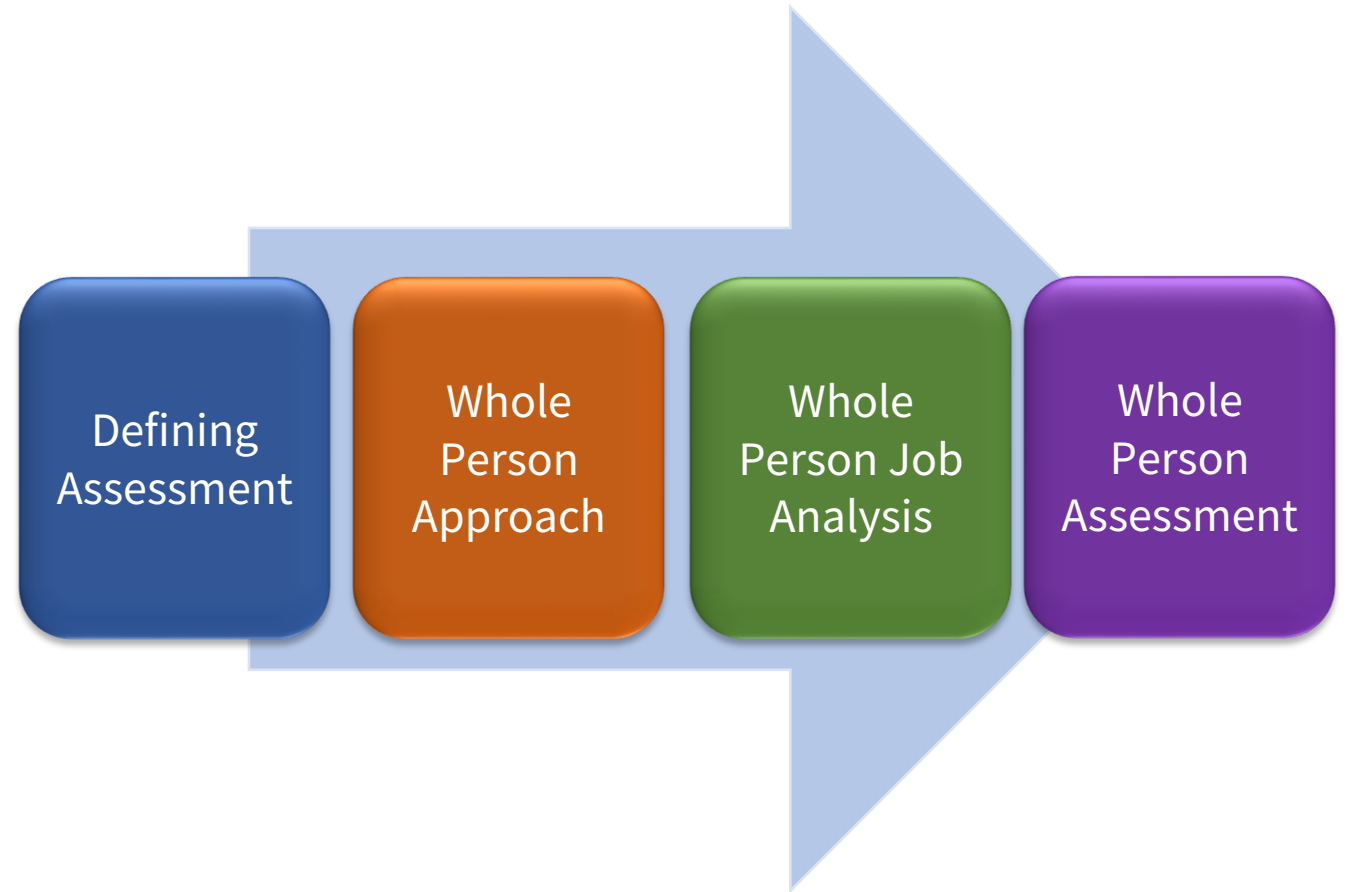 Defining
Assessment
Whole
Person
Approach
Whole
Person Job
Analysis
Whole
Person
Assessment